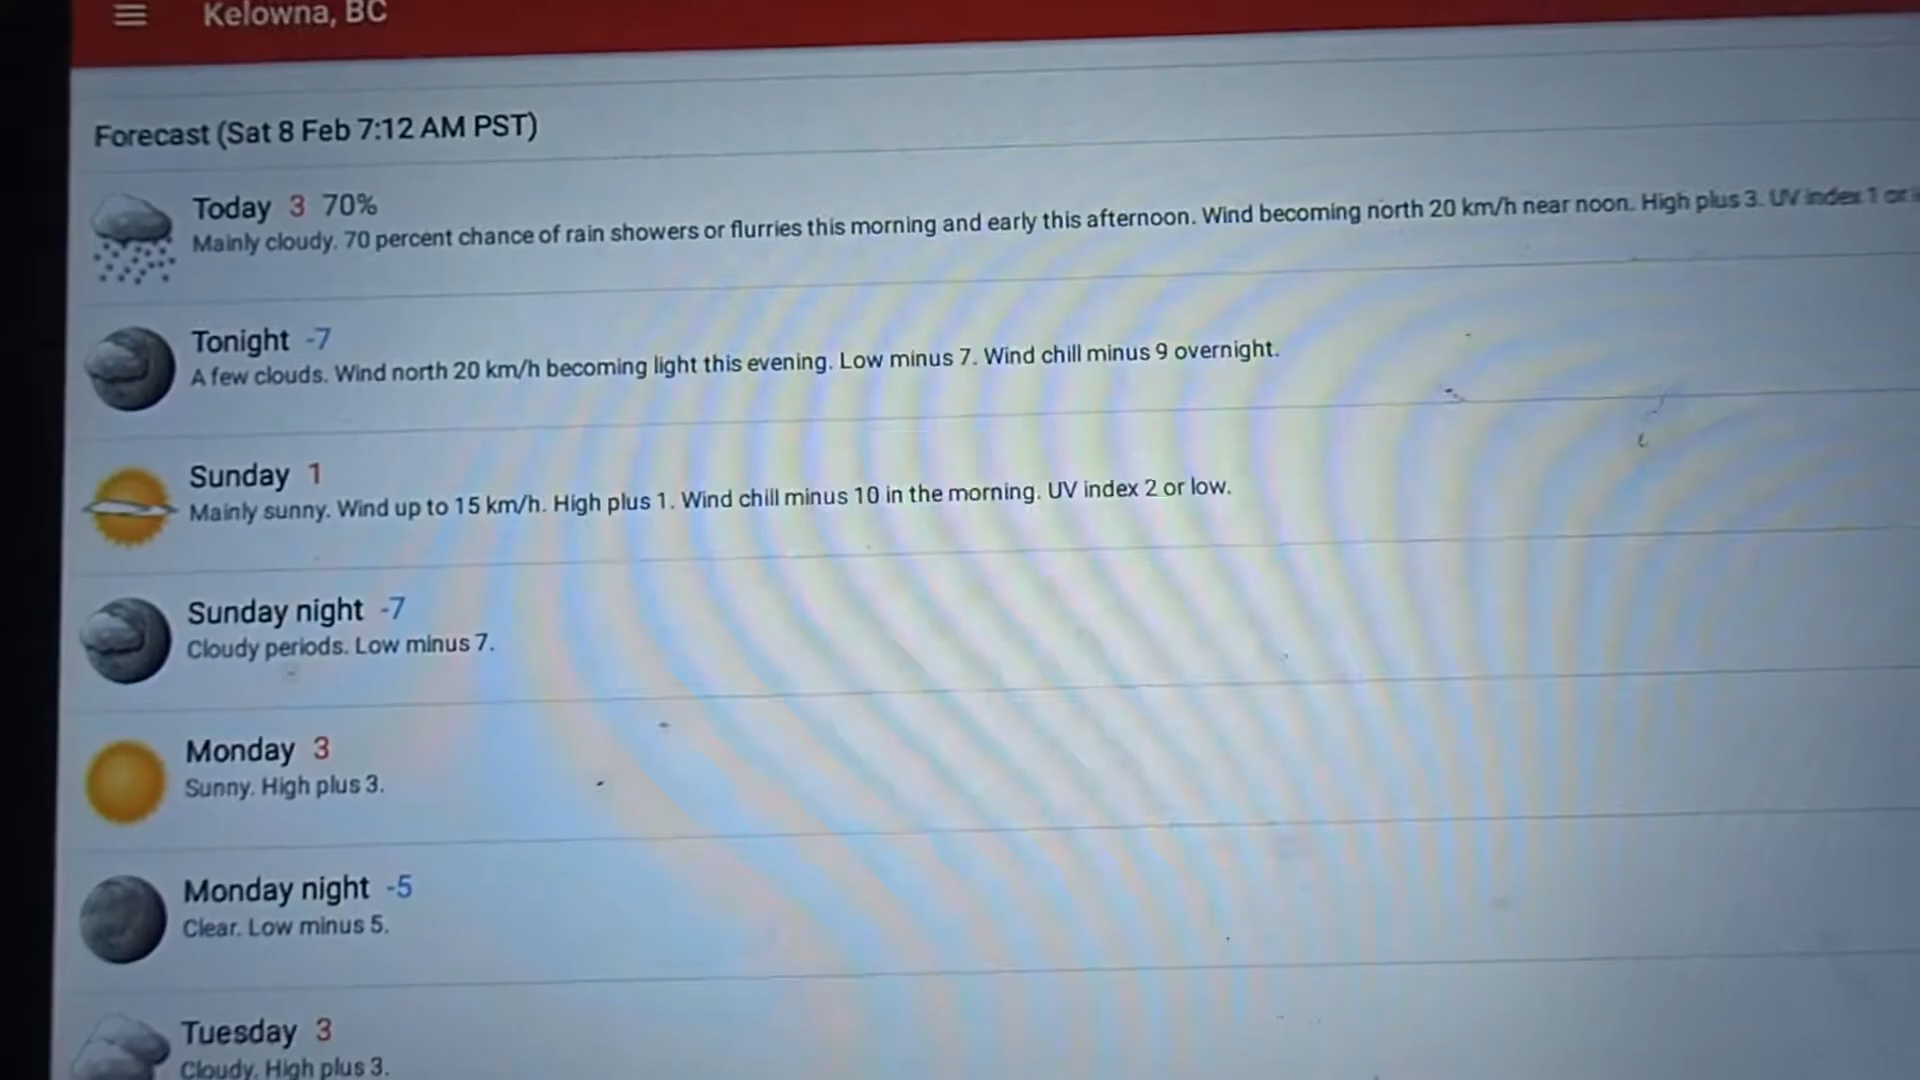 Kelowna, BC
Forecast (Sat 8 Feb 7:12 AM PST)
Today 3 70%
Mainly cloudy. 70 percent chance of rain showers or flurries this morning and early this afternoon. Wind becoming north 20 km/h near noon. High plus 3. UV index 1 or
Tonight -7
A few clouds. Wind north 20 km/h becoming light this evening. Low minus 7. Wind chill minus 9 overnight.
Sunday 1
Mainly sunny. Wind up to 15 km/h. High plus 1. Wind chill minus 10 in the morning. UV index 2 or low.
Sunday night -7
Cloudy periods. Low minus 7.
Monday 3
Sunny. High plus 3.
Monday night -5
Clear. Low minus 5.
Tuesday 3
Cloudy. High plus 3.